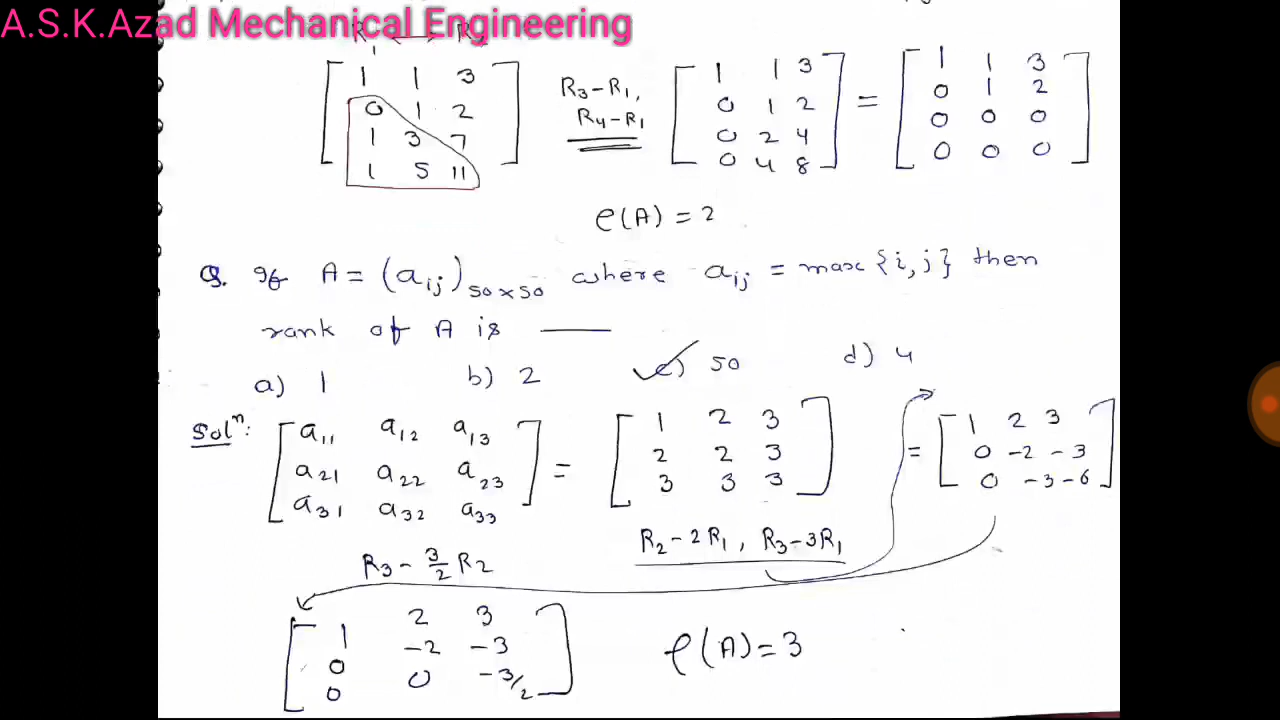 A.S.K.Azad Mechanical Engineering
[ 1 1 3
0 1 2
1 3 7
1 5 11 ]
R3-R1,
R4-R1
[ 1 1 3
0 1 2
0 2 4
0 4 8 ]
=
[ 1 1 3
0 1 2
0 0 0
0 0 0 ]
ρ(A) = 2
Q. If A = (aij)50×50 where aij = max {i, j} then
rank of A is ____
a) 1 b) 2 c) 50 d) 4
Solⁿ: [ a11 a12 a13
a21 a22 a23
a31 a32 a33 ]
=
[ 1 2 3
2 2 3
3 3 3 ]
=
[ 1 2 3
0 -2 -3
0 -3 -6 ]
R2-2R1, R3-3R1
R3 - 3/2 R2
[ 1 2 3
0 -2 -3
0 0 -3/2 ]
ρ(A) = 3